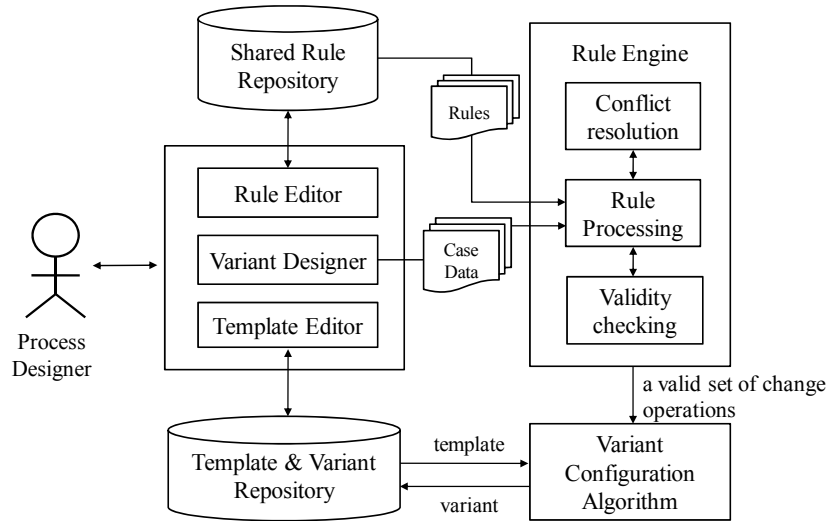 Shared Rule
Repository
Rules
Rule Engine
Conflict
resolution
Rule Editor
Rule
Processing
Variant Designer
Case
Data
Template Editor
Validity
checking
Process
Designer
a valid set of change
operations
Template & Variant
Repository
template
variant
Variant
Configuration
Algorithm